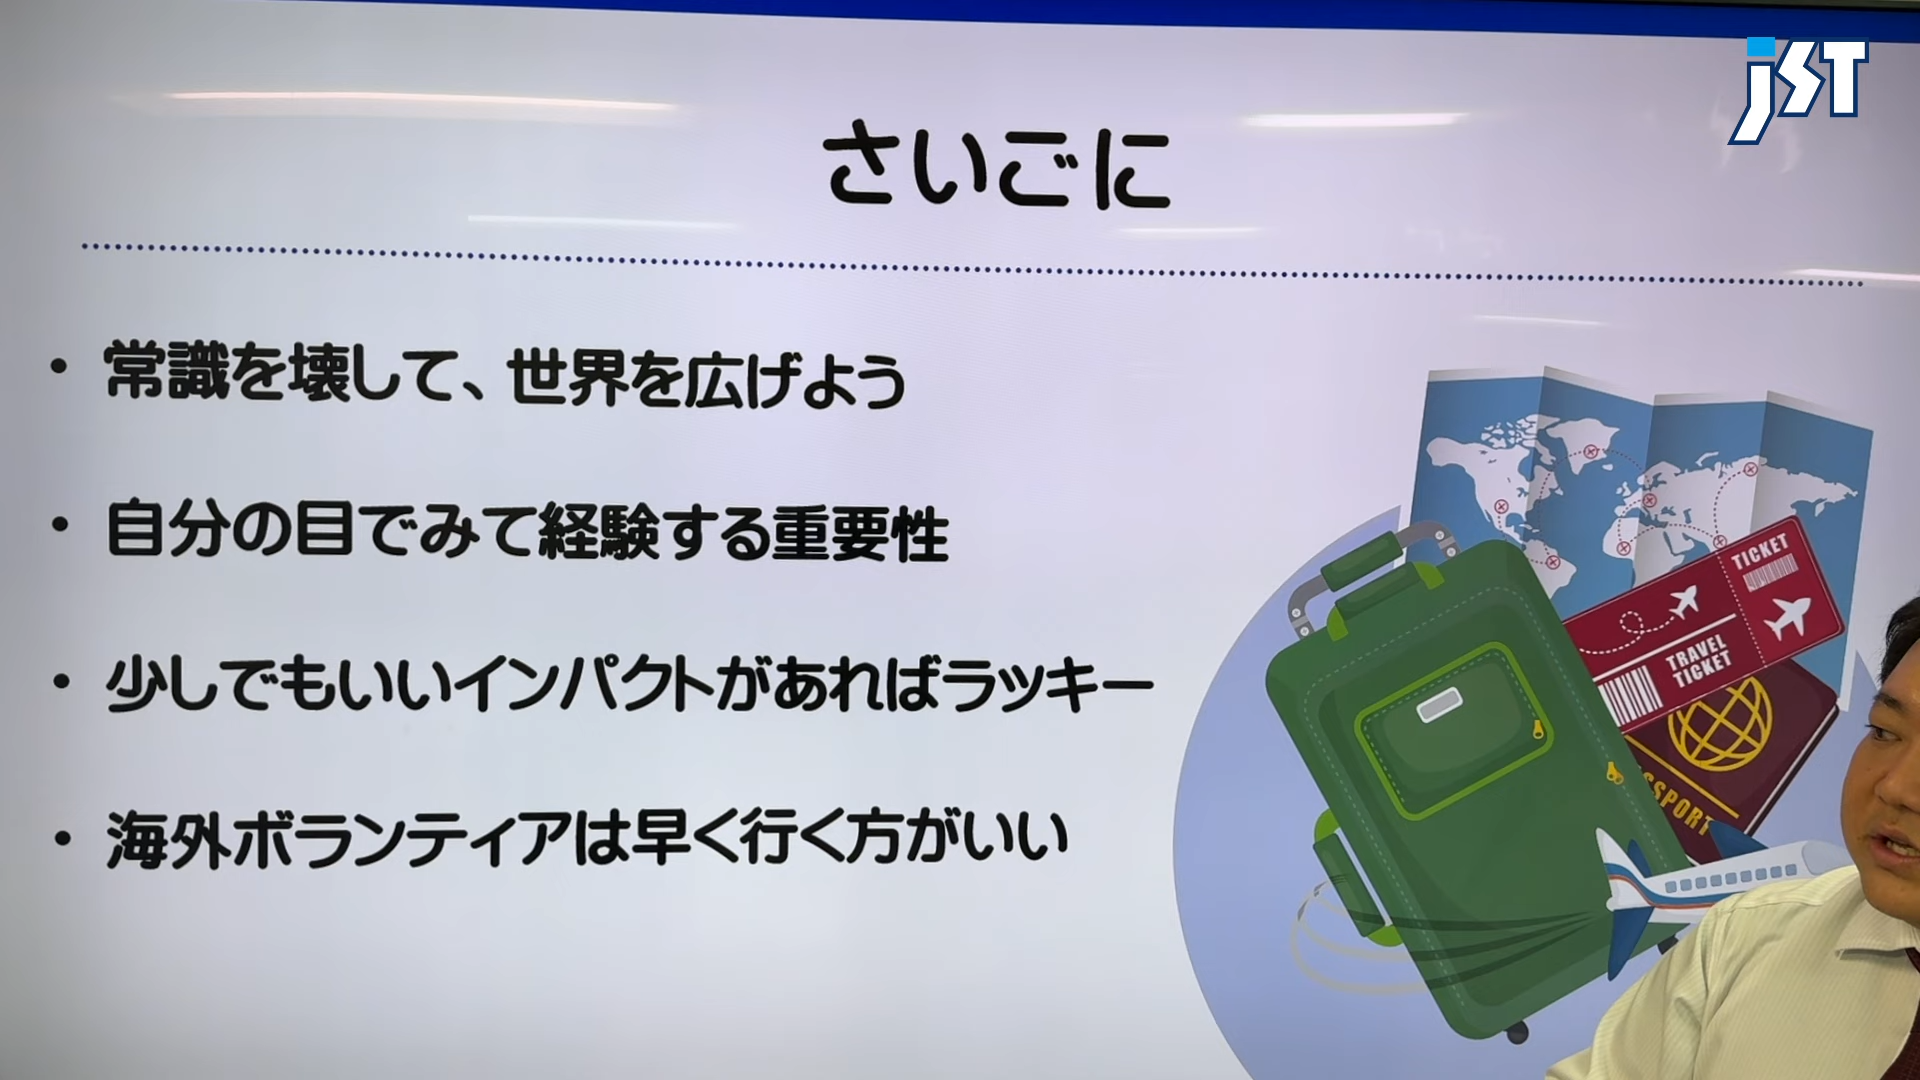 jST
さいごに
• 常識を壊して、世界を広げよう
• 自分の目でみて経験する重要性
• 少しでもいいインパクトがあればラッキー
• 海外ボランティアは早く行く方がいい
TICKET
TRAVEL
TICKET
SSPORT